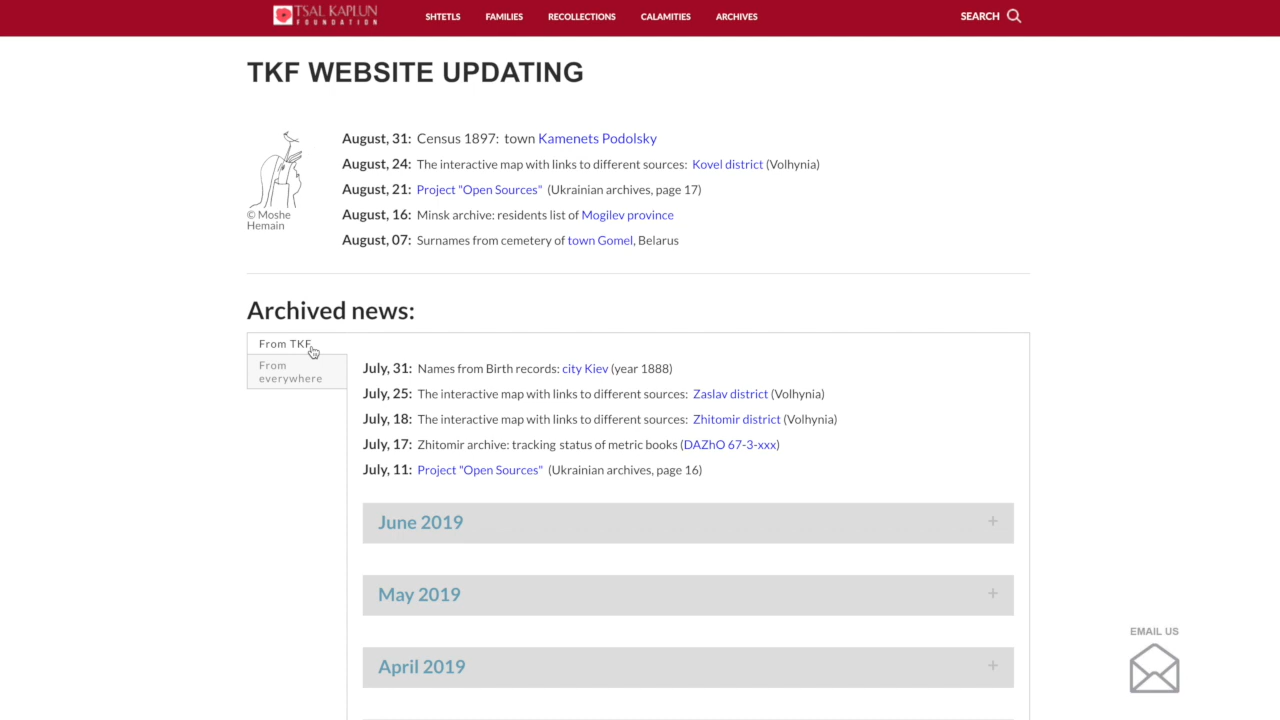 TSAL KAPLUN
FOUNDATION
SHTETLS FAMILIES RECOLLECTIONS CALAMITIES ARCHIVES
SEARCH
TKF WEBSITE UPDATING
© Moshe
Hemain
August, 31: Census 1897: town Kamenets Podolsky
August, 24: The interactive map with links to different sources: Kovel district (Volhynia)
August, 21: Project "Open Sources" (Ukrainian archives, page 17)
August, 16: Minsk archive: residents list of Mogilev province
August, 07: Surnames from cemetery of town Gomel, Belarus
Archived news:
From TKF
From
everywhere
July, 31: Names from Birth records: city Kiev (year 1888)
July, 25: The interactive map with links to different sources: Zaslav district (Volhynia)
July, 18: The interactive map with links to different sources: Zhitomir district (Volhynia)
July, 17: Zhitomir archive: tracking status of metric books (DAZhO 67-3-xxx)
July, 11: Project "Open Sources" (Ukrainian archives, page 16)
June 2019 +
May 2019 +
April 2019 +
EMAIL US